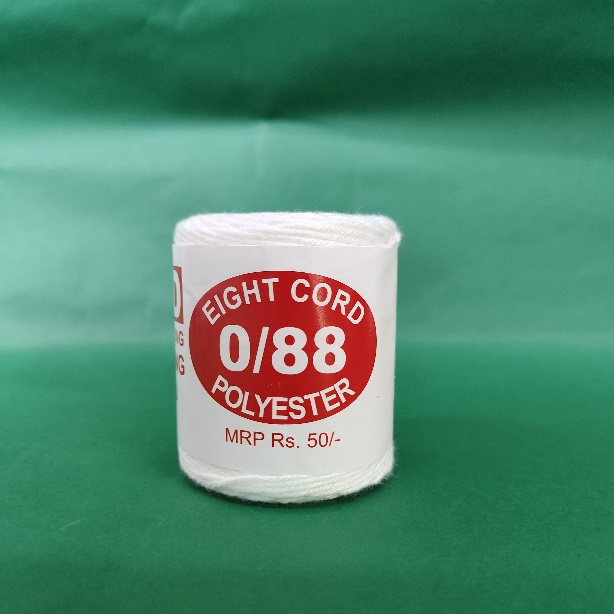 EIGHT CORD
0/88
POLYESTER
MRP Rs. 50/-